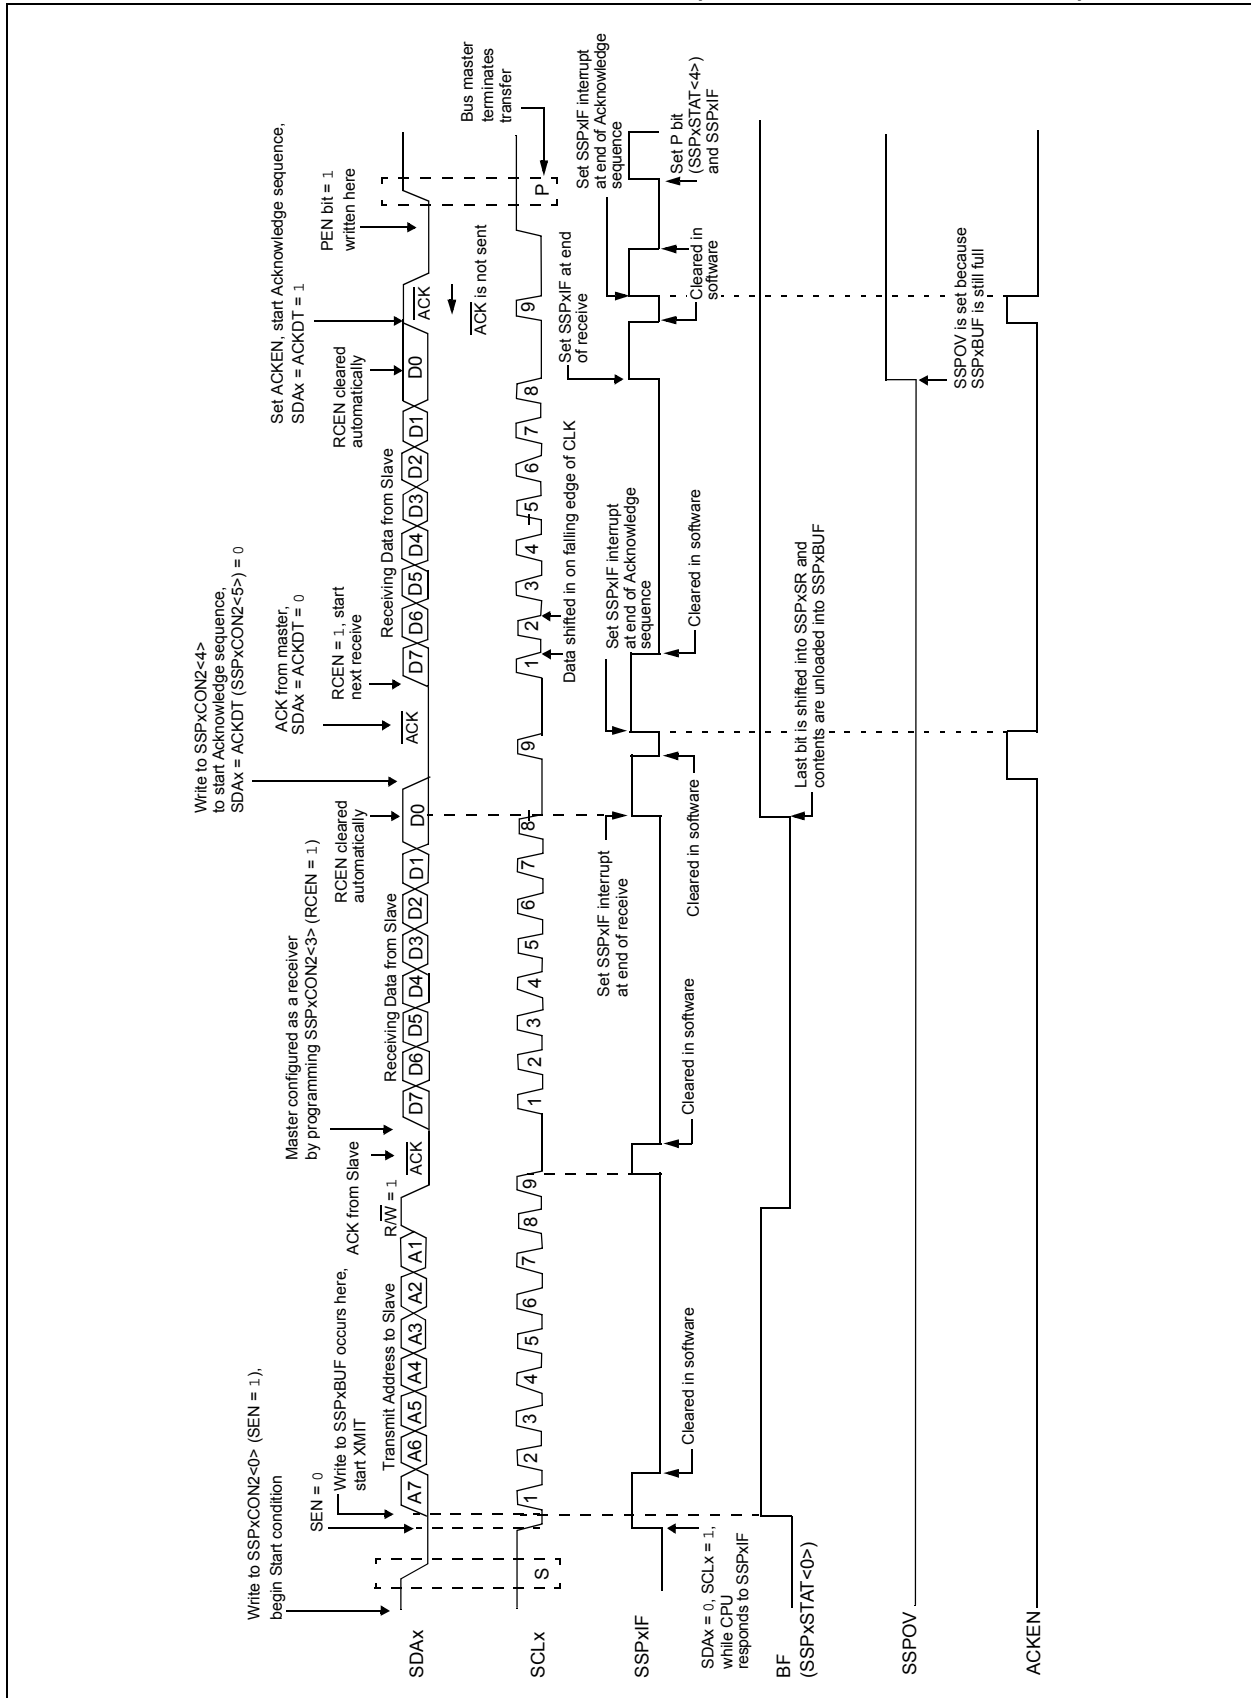 Write to SSPxCON2<0> (SEN = 1),
begin Start condition
SEN = 0
Write to SSPxBUF occurs here,
start XMIT
Transmit Address to Slave
R/W = 1
ACK from Slave
Master configured as a receiver
by programming SSPxCON2<3> (RCEN = 1)
Receiving Data from Slave
RCEN cleared
automatically
Write to SSPxCON2<4>
to start Acknowledge sequence,
SDAx = ACKDT (SSPxCON2<5>) = 0
ACK from master,
SDAx = ACKDT = 0
RCEN = 1, start
next receive
Receiving Data from Slave
RCEN cleared
automatically
Set ACKEN, start Acknowledge sequence,
SDAx = ACKDT = 1
PEN bit = 1
written here
SDAx
A7 A6 A5 A4 A3 A2 A1
ACK
D7 D6 D5 D4 D3 D2 D1 D0
ACK
D7 D6 D5 D4 D3 D2 D1 D0
ACK
ACK is not sent
Bus master
terminates
transfer
SCLx
S
1 2 3 4 5 6 7 8 9
1 2 3 4 5 6 7 8 9
1 2 3 4 5 6 7 8 9
P
Data shifted in on falling edge of CLK
Set SSPxIF interrupt
at end of receive
Set SSPxIF interrupt
at end of Acknowledge
sequence
Set SSPxIF at end
of receive
Set SSPxIF interrupt
at end of Acknowledge
sequence
SSPxIF
SDAx = 0, SCLx = 1,
while CPU
responds to SSPxIF
Cleared in software
Cleared in software
Cleared in software
Cleared in software
Cleared in
software
Set P bit
(SSPxSTAT<4>)
and SSPxIF
BF
(SSPxSTAT<0>)
Last bit is shifted into SSPxSR and
contents are unloaded into SSPxBUF
SSPOV
SSPOV is set because
SSPxBUF is still full
ACKEN